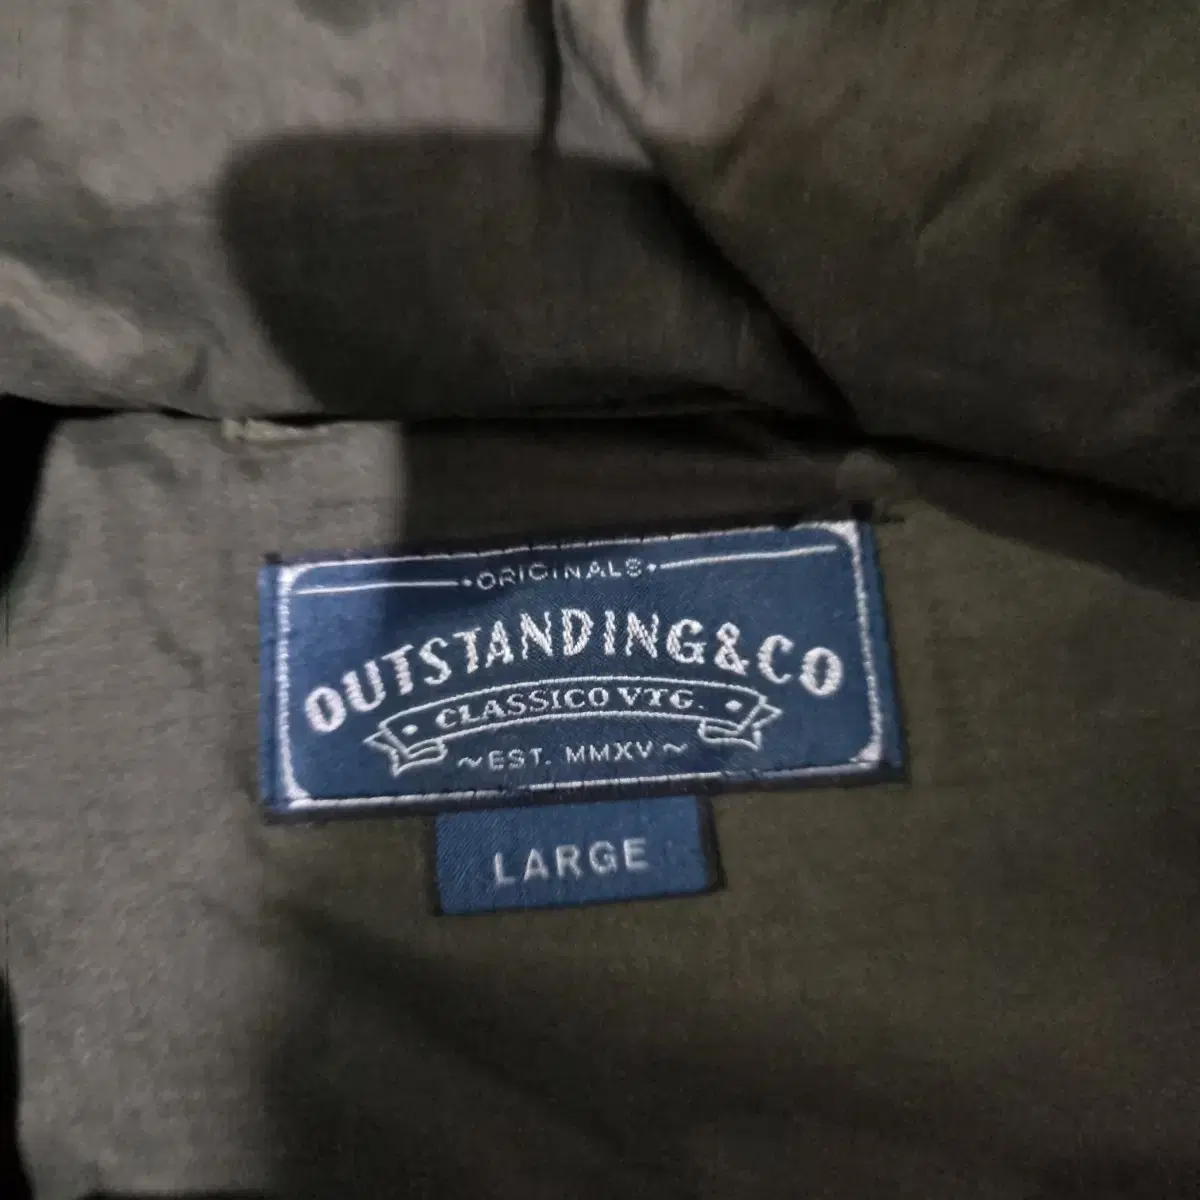 •ORIGINALS•
OUTSTANDING&CO
• CLASSICO VTG. •
~EST. MMXV~
LARGE